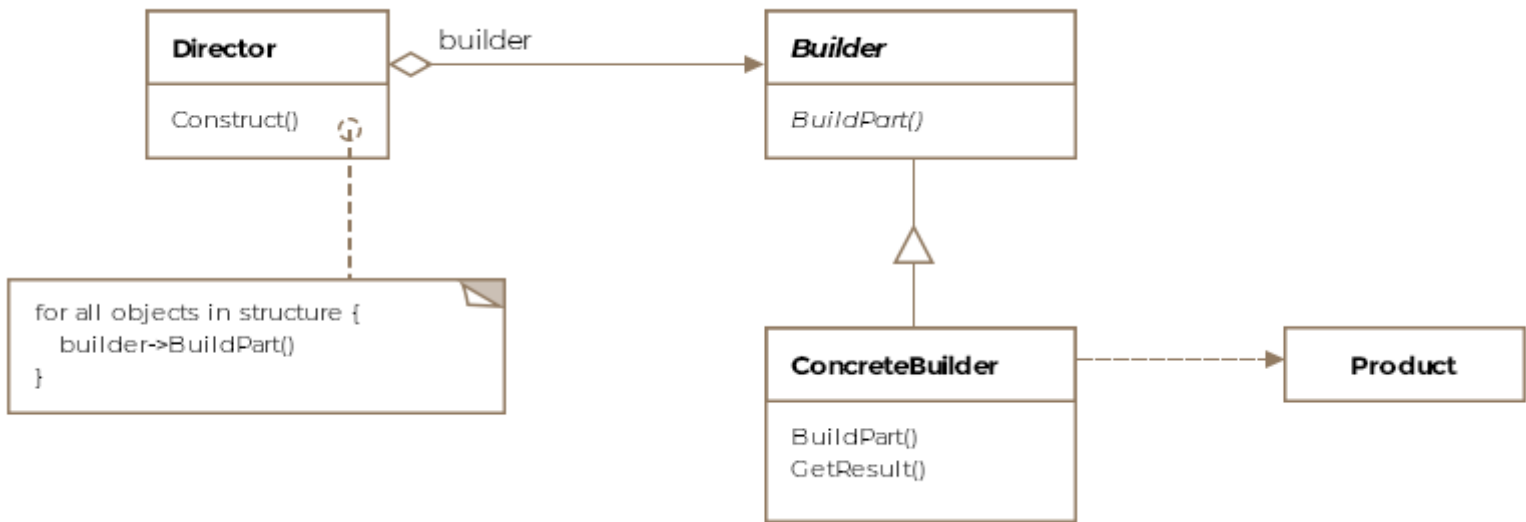 Director
Construct()
builder
Builder
BuildPart()
for all objects in structure {
builder->BuildPart()
}
ConcreteBuilder
BuildPart()
GetResult()
Product